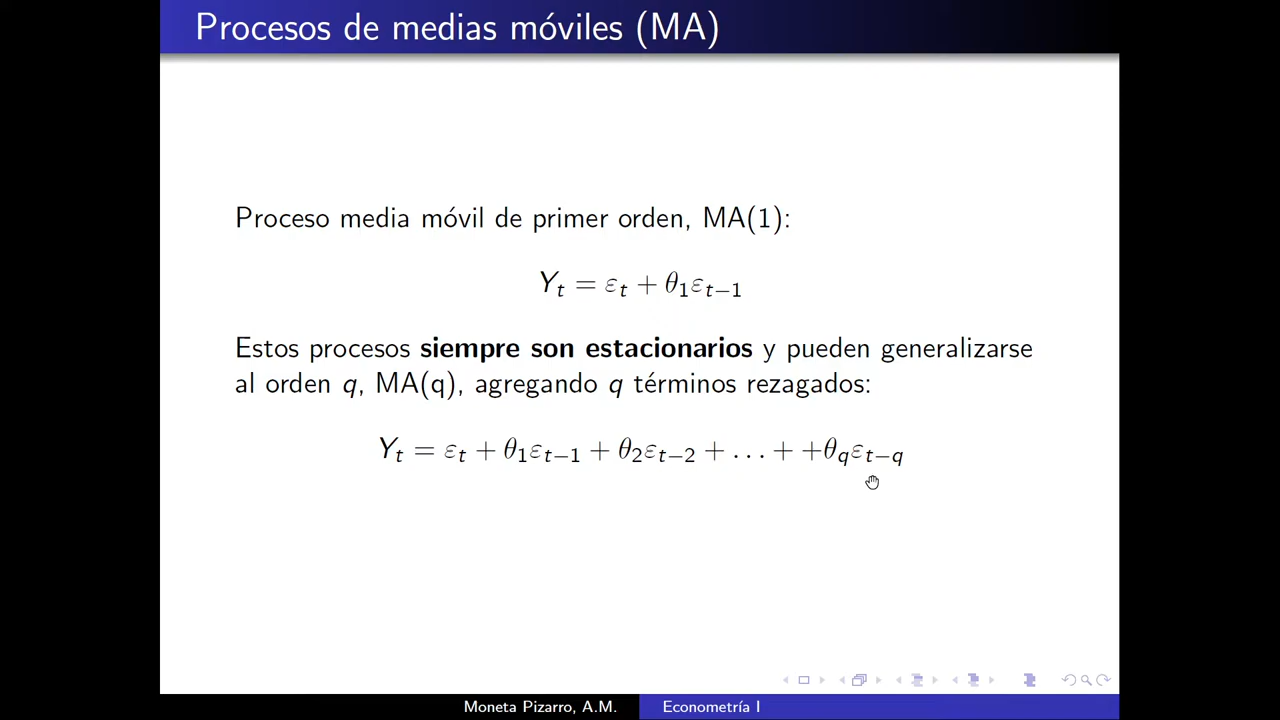 Procesos de medias móviles (MA)
Proceso media móvil de primer orden, MA(1):
Yₜ = εₜ + θ₁εₜ₋₁
Estos procesos siempre son estacionarios y pueden generalizarse
al orden q, MA(q), agregando q términos rezagados:
Yₜ = εₜ + θ₁εₜ₋₁ + θ₂εₜ₋₂ + … + +θ_qε_{t−q}
Moneta Pizarro, A.M.
Econometría I